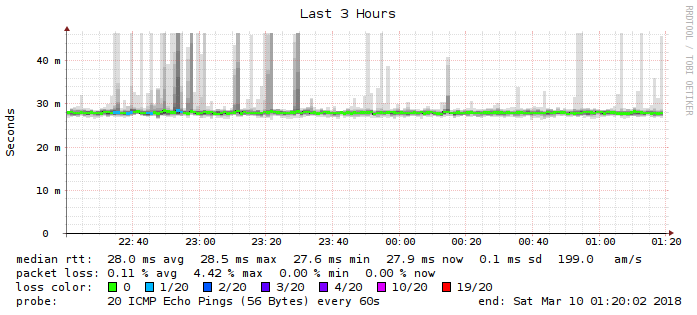 Last 3 Hours
RRDTOOL / TOBI OETIKER
Seconds
40 m
30 m
20 m
10 m
0
22:40 23:00 23:20 23:40 00:00 00:20 00:40 01:00 01:20
median rtt: 28.0 ms avg 28.5 ms max 27.6 ms min 27.9 ms now 0.1 ms sd 199.0 am/s
packet loss: 0.11 % avg 4.42 % max 0.00 % min 0.00 % now
loss color: 0 1/20 2/20 3/20 4/20 10/20 19/20
probe: 20 ICMP Echo Pings (56 Bytes) every 60s end: Sat Mar 10 01:20:02 2018